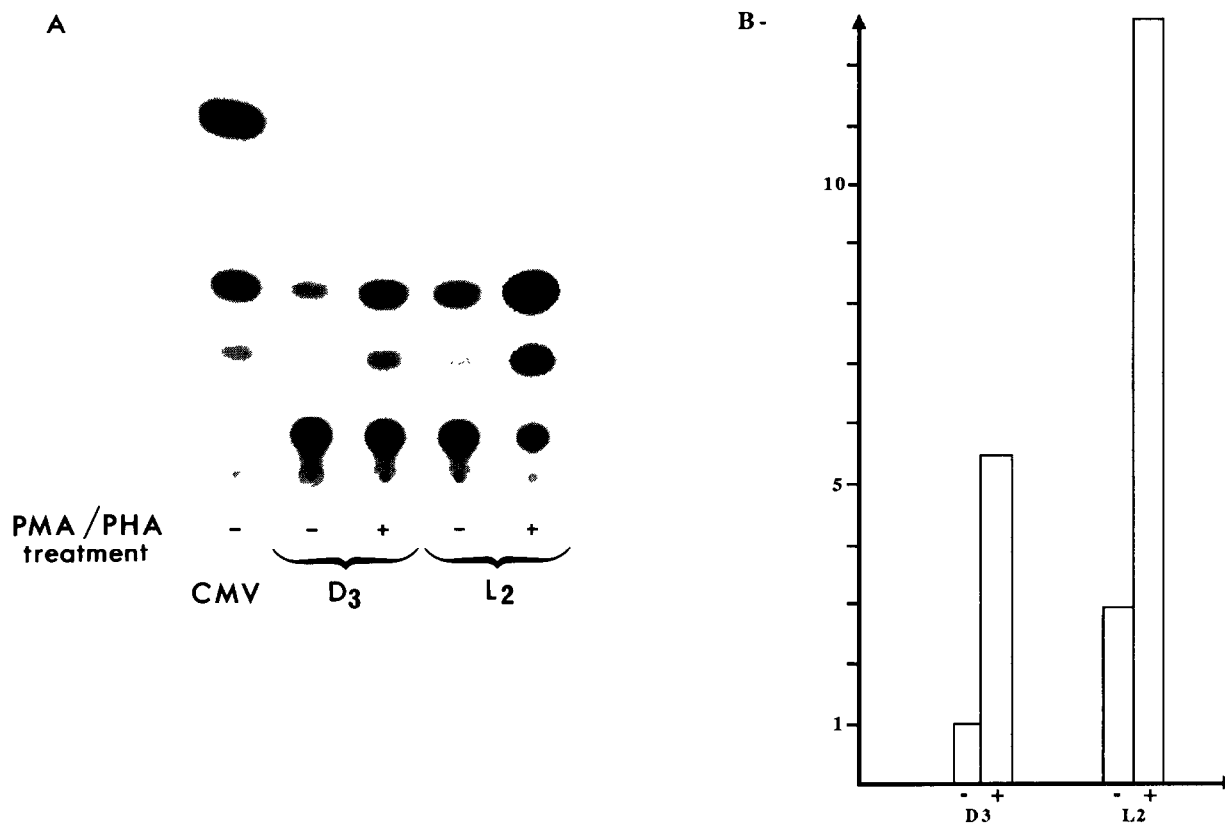 A
PMA/PHA treatment
- - + - +
CMV D3 L2
B-
10
5
1
- + - +
D3 L2